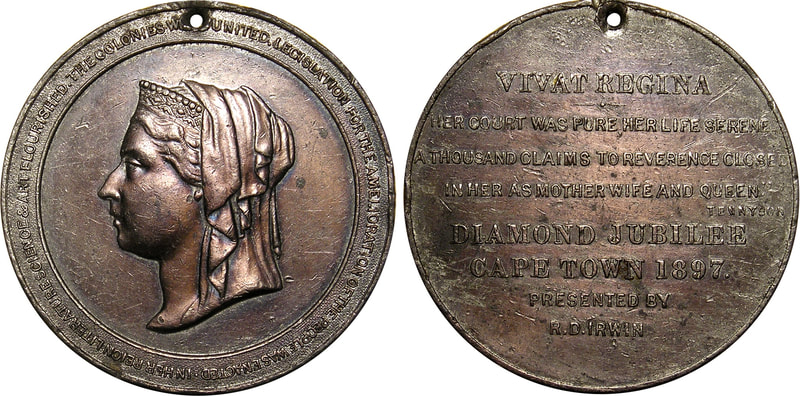 IN HER REIGN LITERATURE SCIENCE & ART FLOURISHED. THE COLONIES UNITED. LEGISLATION FOR THE AMELIORATION OF THE PEOPLE WAS ENACTED.
VIVAT REGINA
HER COURT WAS PURE, HER LIFE SERENE
A THOUSAND CLAIMS TO REVERENCE CLOSED
IN HER AS MOTHER WIFE AND QUEEN
TENNYSON
DIAMOND JUBILEE
CAPE TOWN 1897.
PRESENTED BY
R.D. IRWIN